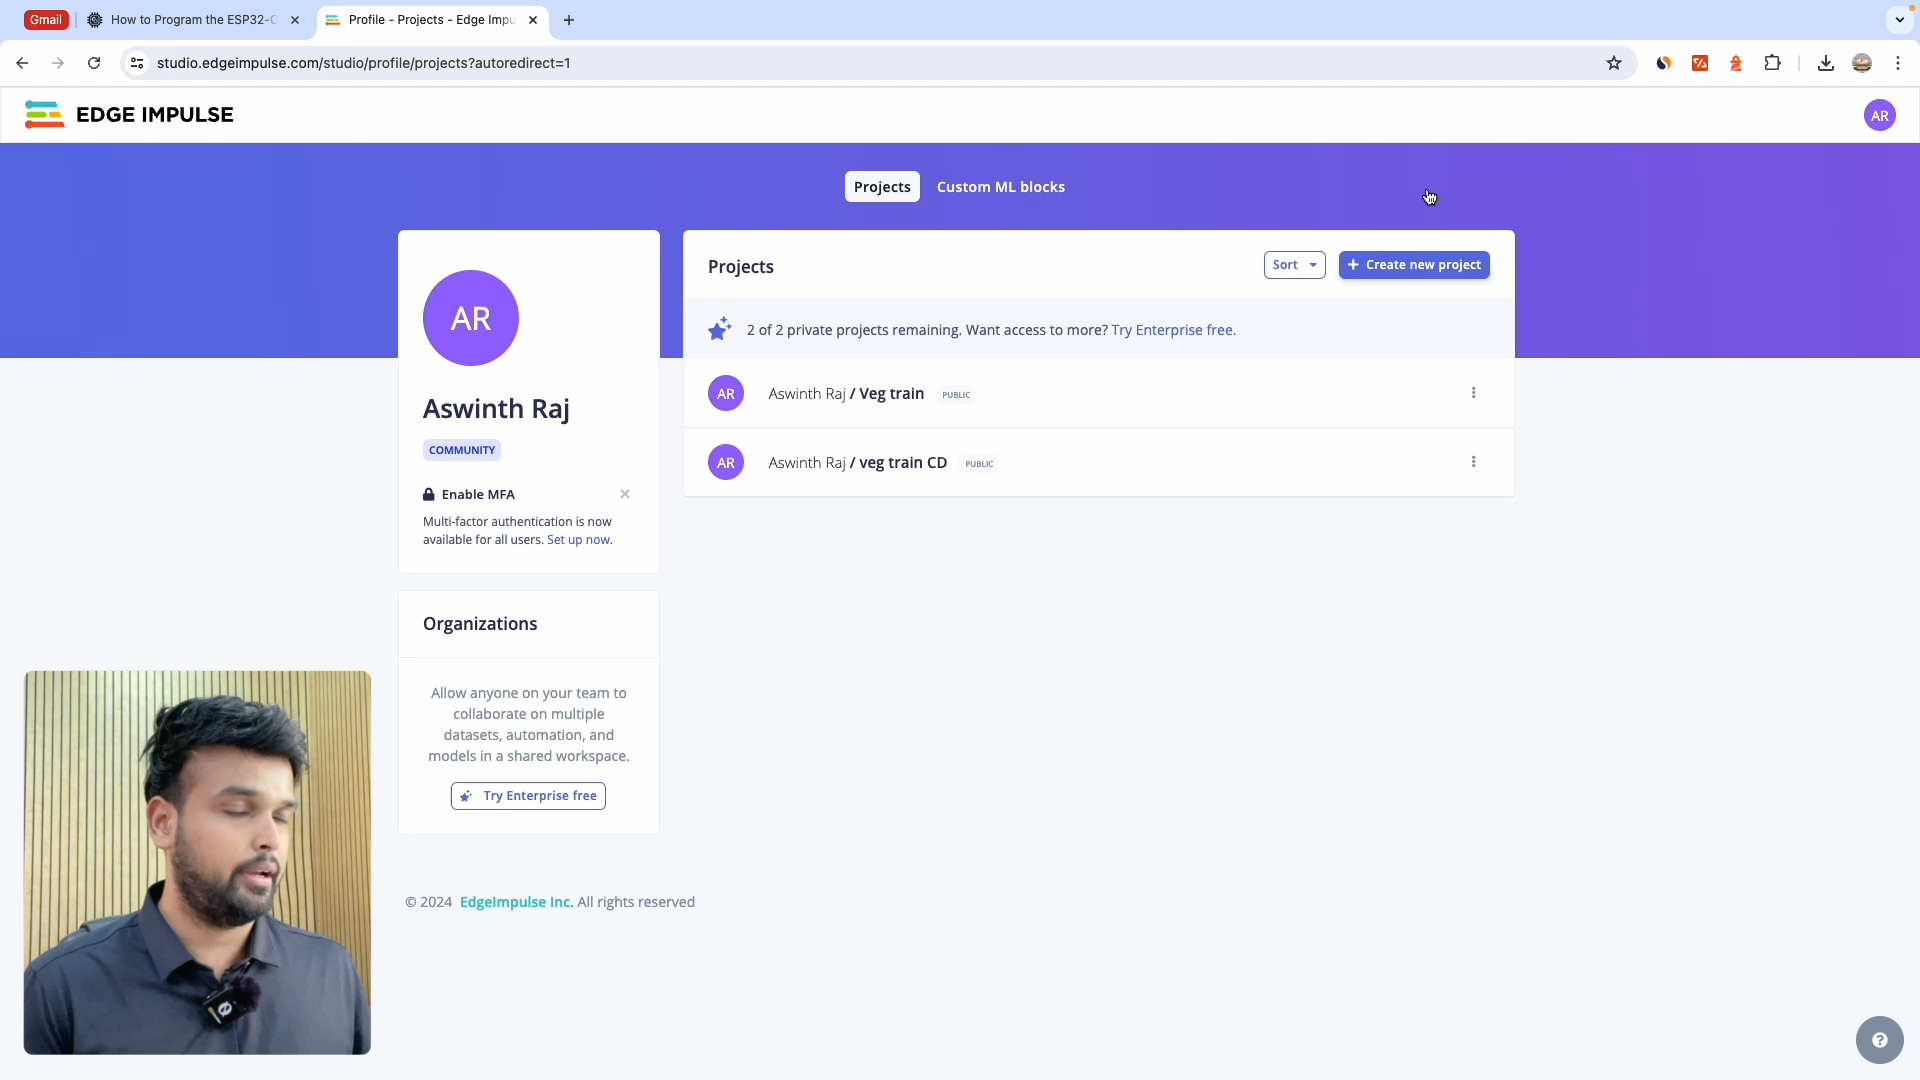 Gmail
How to Program the ESP32-C
Profile - Projects - Edge Impu
studio.edgeimpulse.com/studio/profile/projects?autoredirect=1
EDGE IMPULSE
AR
Projects
Custom ML blocks
AR
Aswinth Raj
COMMUNITY
Enable MFA
Multi-factor authentication is now
available for all users. Set up now.
Organizations
Allow anyone on your team to
collaborate on multiple
datasets, automation, and
models in a shared workspace.
Try Enterprise free
Projects
Sort
+ Create new project
2 of 2 private projects remaining. Want access to more? Try Enterprise free.
AR Aswinth Raj / Veg train PUBLIC
AR Aswinth Raj / veg train CD PUBLIC
© 2024 EdgeImpulse Inc. All rights reserved
?